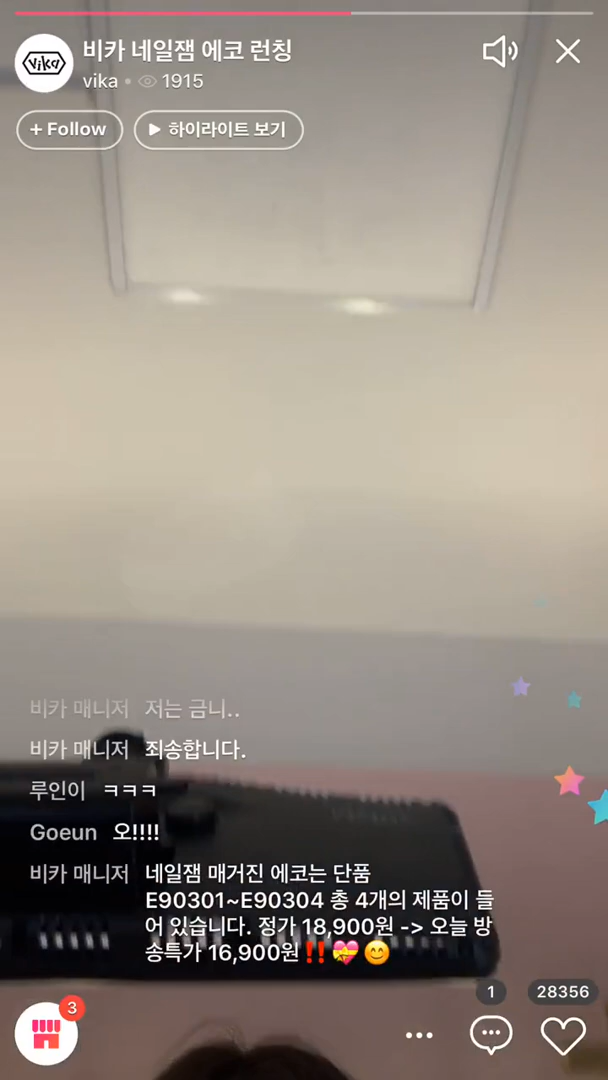 vika
비카 네일잼 에코 런칭
vika • 1915
+ Follow
하이라이트 보기
비카 매니저 저는 금니..
비카 매니저 죄송합니다.
루인이 ㅋㅋㅋ
Goeun 오!!!!
비카 매니저 네일잼 매거진 에코는 단품
E90301~E90304 총 4개의 제품이 들
어 있습니다. 정가 18,900원 -> 오늘 방
송특가 16,900원‼️💝😊
3
1
28356